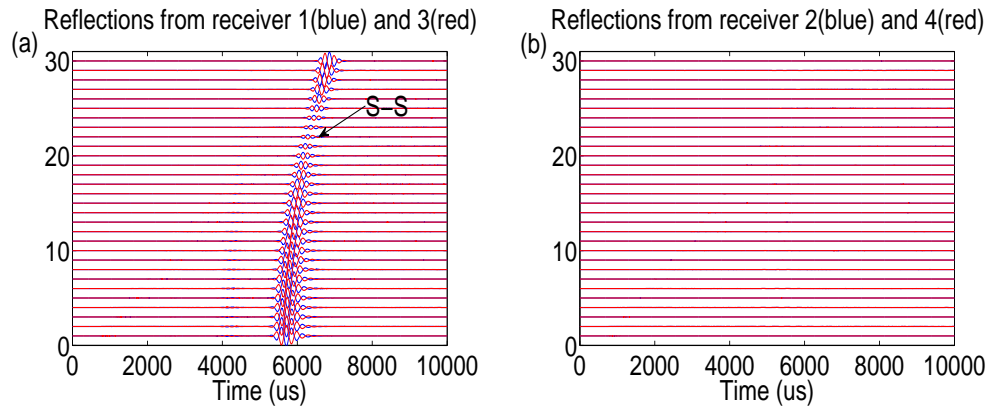 Reflections from receiver 1(blue) and 3(red)
(a)
30
20
10
0
S-S
0 2000 4000 6000 8000 10000
Time (us)
Reflections from receiver 2(blue) and 4(red)
(b)
30
20
10
0
0 2000 4000 6000 8000 10000
Time (us)